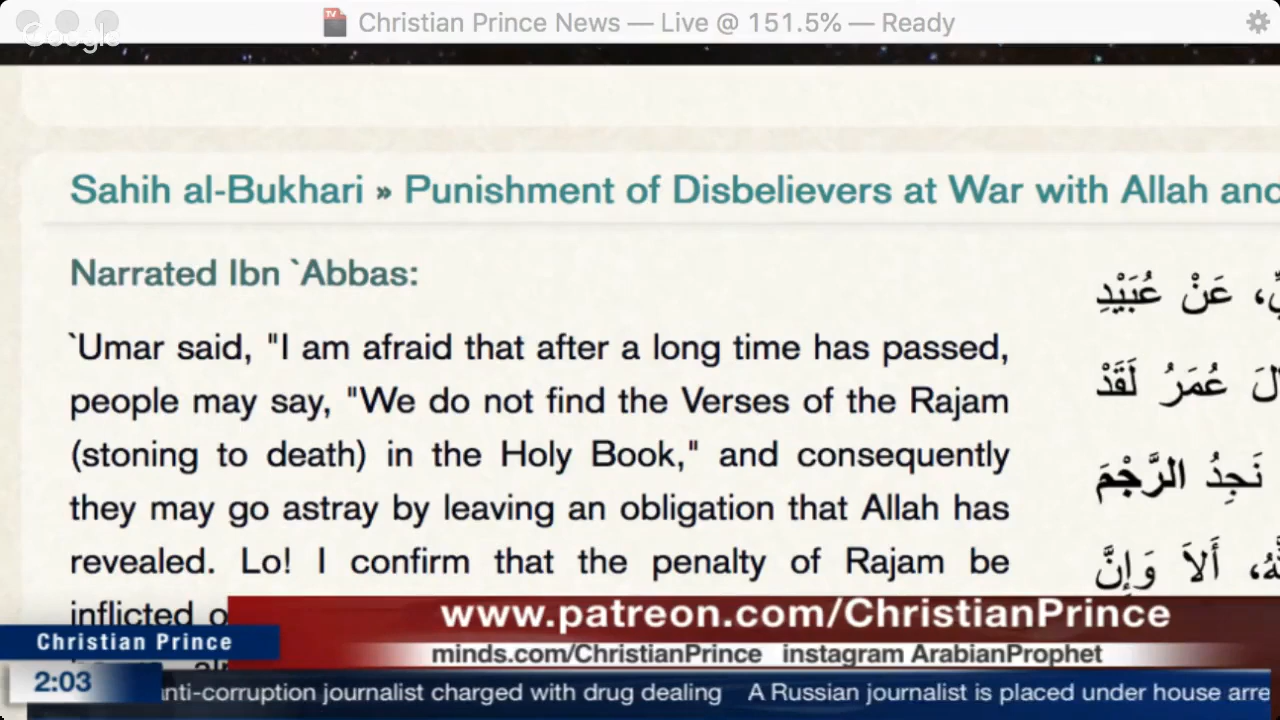 Christian Prince News — Live @ 151.5% — Ready
Google
Sahih al-Bukhari » Punishment of Disbelievers at War with Allah and
Narrated Ibn `Abbas:
`Umar said, "I am afraid that after a long time has passed,
people may say, "We do not find the Verses of the Rajam
(stoning to death) in the Holy Book," and consequently
they may go astray by leaving an obligation that Allah has
revealed. Lo! I confirm that the penalty of Rajam be
inflicted o
، عَنْ عُبَيْدِ
لَ عُمَرُ لَقَدْ
نَجِدُ الرَّجْمَ
، أَلاَ وَإِنَّ
www.patreon.com/ChristianPrince
minds.com/ChristianPrince instagram ArabianProphet
Christian Prince
2:03
nti-corruption journalist charged with drug dealing A Russian journalist is placed under house arre